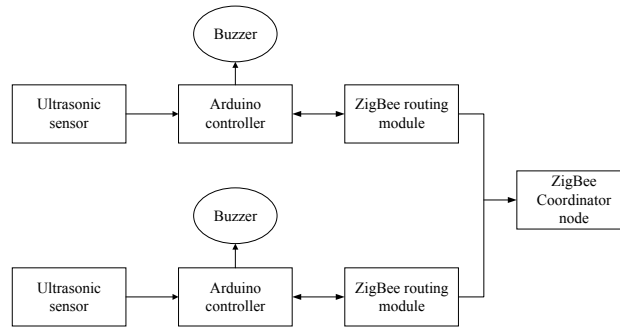 Buzzer
Ultrasonic
sensor
Arduino
controller
ZigBee routing
module
ZigBee
Coordinator
node
Buzzer
Ultrasonic
sensor
Arduino
controller
ZigBee routing
module